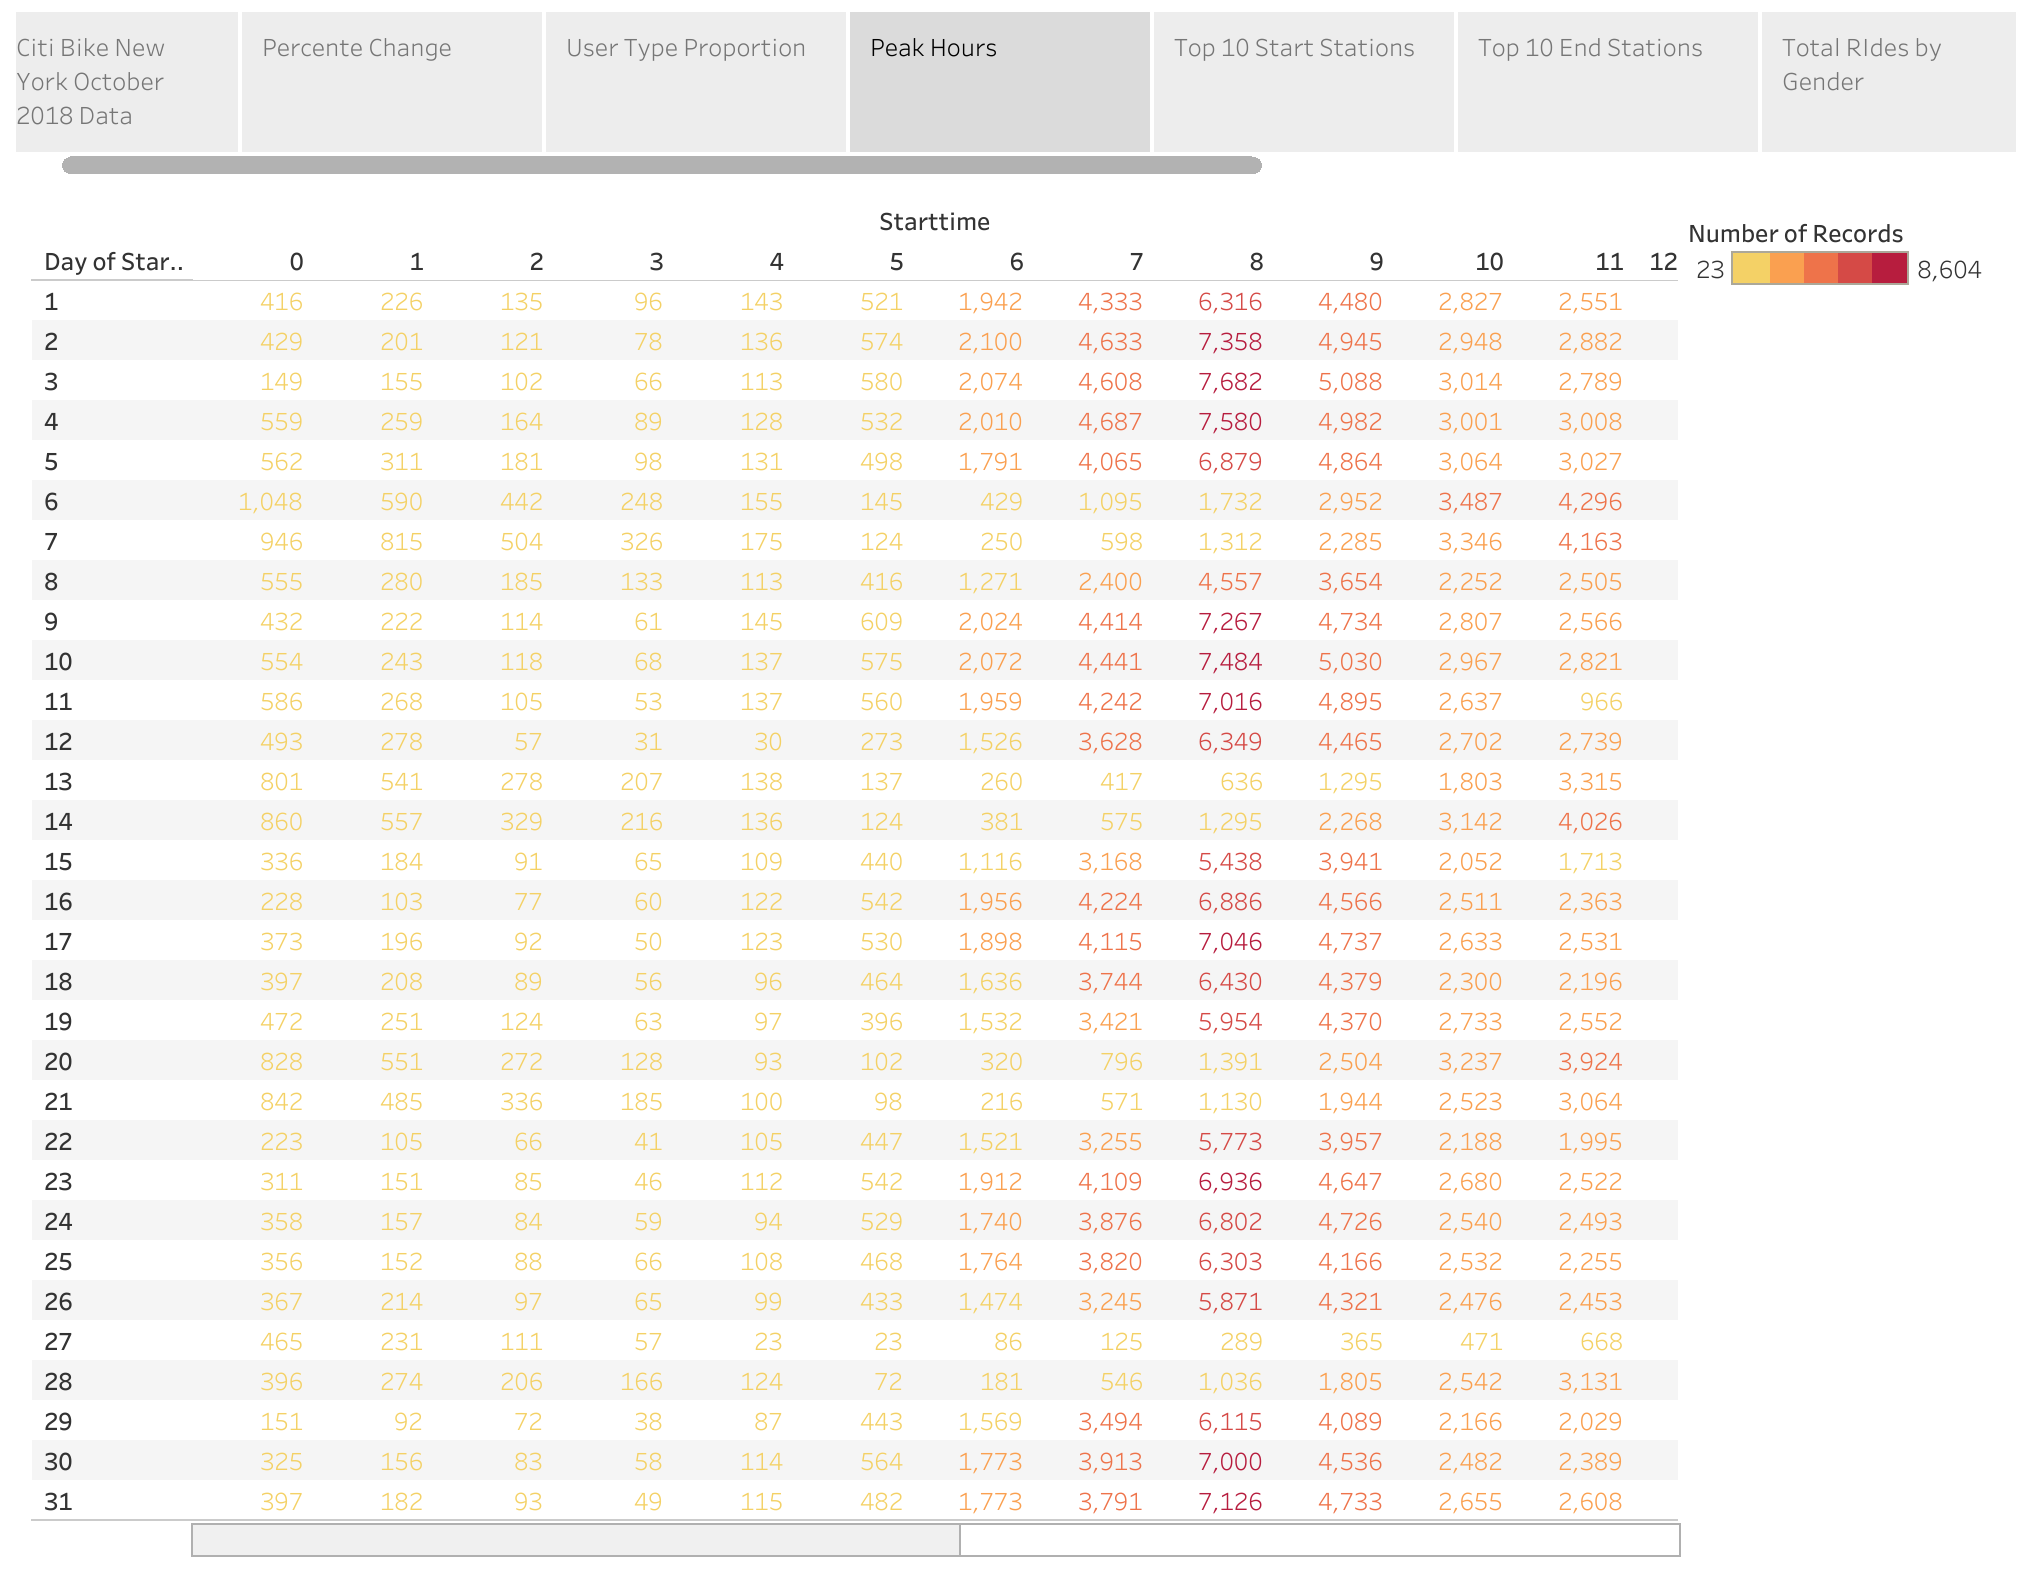 Citi Bike New York October 2018 Data
Percente Change
User Type Proportion
Peak Hours
Top 10 Start Stations
Top 10 End Stations
Total RIdes by Gender
Starttime
Day of Star.. 0 1 2 3 4 5 6 7 8 9 10 11 12
1 416 226 135 96 143 521 1,942 4,333 6,316 4,480 2,827 2,551
2 429 201 121 78 136 574 2,100 4,633 7,358 4,945 2,948 2,882
3 149 155 102 66 113 580 2,074 4,608 7,682 5,088 3,014 2,789
4 559 259 164 89 128 532 2,010 4,687 7,580 4,982 3,001 3,008
5 562 311 181 98 131 498 1,791 4,065 6,879 4,864 3,064 3,027
6 1,048 590 442 248 155 145 429 1,095 1,732 2,952 3,487 4,296
7 946 815 504 326 175 124 250 598 1,312 2,285 3,346 4,163
8 555 280 185 133 113 416 1,271 2,400 4,557 3,654 2,252 2,505
9 432 222 114 61 145 609 2,024 4,414 7,267 4,734 2,807 2,566
10 554 243 118 68 137 575 2,072 4,441 7,484 5,030 2,967 2,821
11 586 268 105 53 137 560 1,959 4,242 7,016 4,895 2,637 966
12 493 278 57 31 30 273 1,526 3,628 6,349 4,465 2,702 2,739
13 801 541 278 207 138 137 260 417 636 1,295 1,803 3,315
14 860 557 329 216 136 124 381 575 1,295 2,268 3,142 4,026
15 336 184 91 65 109 440 1,116 3,168 5,438 3,941 2,052 1,713
16 228 103 77 60 122 542 1,956 4,224 6,886 4,566 2,511 2,363
17 373 196 92 50 123 530 1,898 4,115 7,046 4,737 2,633 2,531
18 397 208 89 56 96 464 1,636 3,744 6,430 4,379 2,300 2,196
19 472 251 124 63 97 396 1,532 3,421 5,954 4,370 2,733 2,552
20 828 551 272 128 93 102 320 796 1,391 2,504 3,237 3,924
21 842 485 336 185 100 98 216 571 1,130 1,944 2,523 3,064
22 223 105 66 41 105 447 1,521 3,255 5,773 3,957 2,188 1,995
23 311 151 85 46 112 542 1,912 4,109 6,936 4,647 2,680 2,522
24 358 157 84 59 94 529 1,740 3,876 6,802 4,726 2,540 2,493
25 356 152 88 66 108 468 1,764 3,820 6,303 4,166 2,532 2,255
26 367 214 97 65 99 433 1,474 3,245 5,871 4,321 2,476 2,453
27 465 231 111 57 23 23 86 125 289 365 471 668
28 396 274 206 166 124 72 181 546 1,036 1,805 2,542 3,131
29 151 92 72 38 87 443 1,569 3,494 6,115 4,089 2,166 2,029
30 325 156 83 58 114 564 1,773 3,913 7,000 4,536 2,482 2,389
31 397 182 93 49 115 482 1,773 3,791 7,126 4,733 2,655 2,608
Number of Records
23 8,604